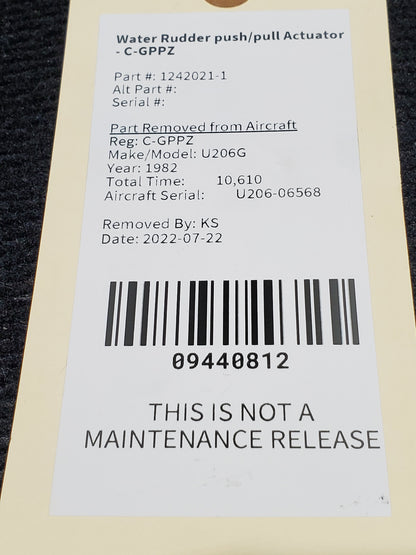 Water Rudder push/pull Actuator
- C-GPPZ
Part #: 1242021-1
Alt Part #:
Serial #:
Part Removed from Aircraft
Reg: C-GPPZ
Make/Model: U206G
Year: 1982
Total Time: 10,610
Aircraft Serial: U206-06568
Removed By: KS
Date: 2022-07-22
09440812
THIS IS NOT A
MAINTENANCE RELEASE